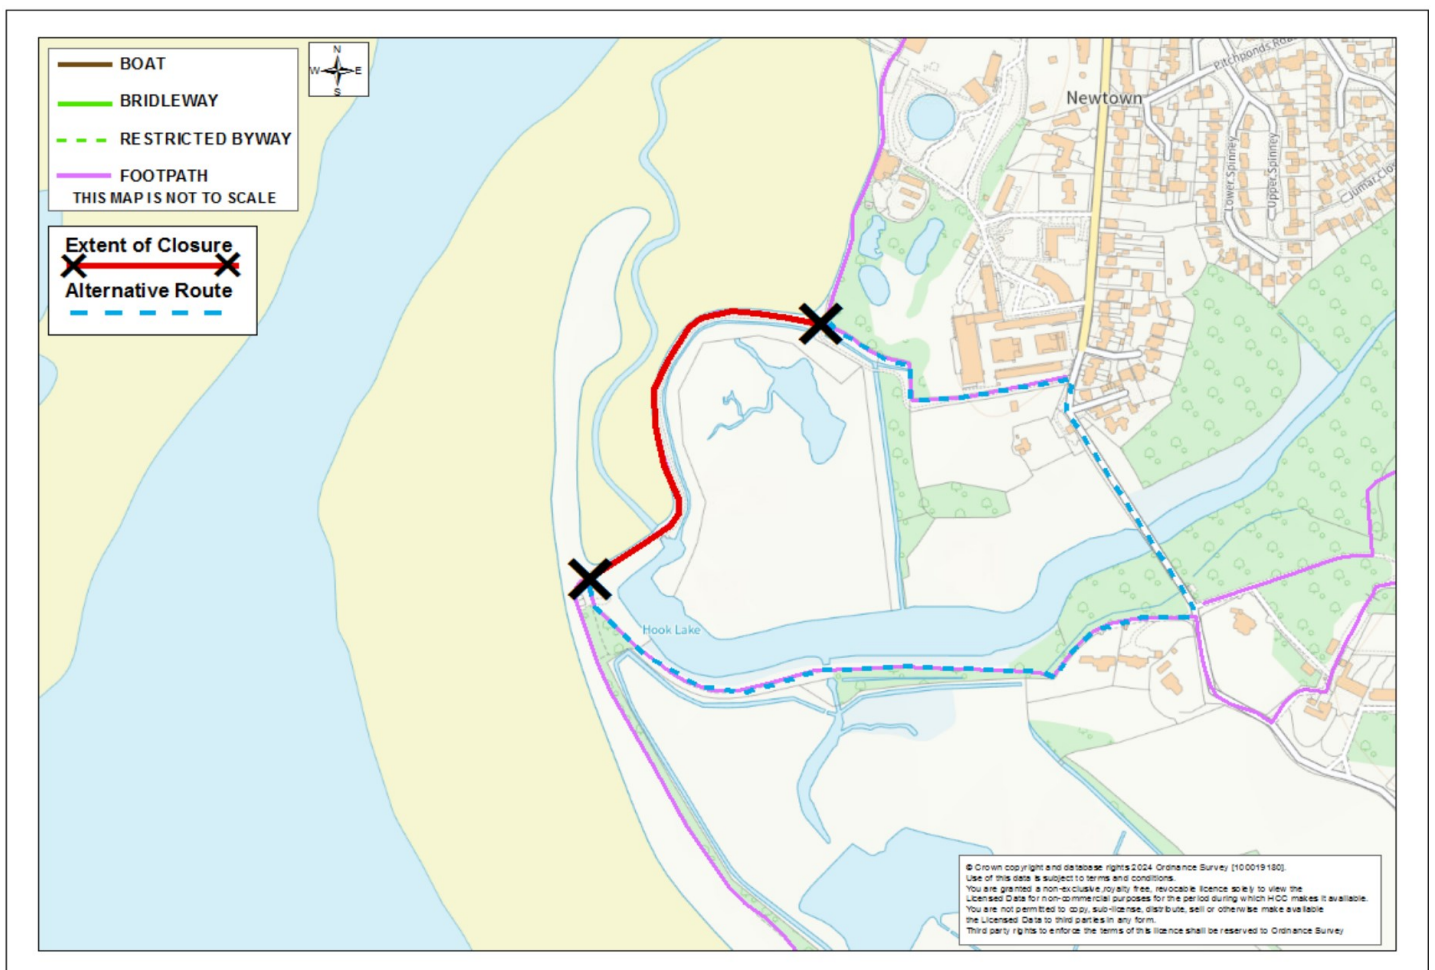 BOAT
BRIDLEWAY
RESTRICTED BYWAY
FOOTPATH
THIS MAP IS NOT TO SCALE
N
W E
S
Extent of Closure
Alternative Route
Newtown
Pitchponds Road
Lower Spinney
Upper Spinney
Jumar Clos
Hook Lake
© Crown copyright and database rights 2024 Ordnance Survey [100019180].
Use of this data is subject to terms and conditions.
You are granted a non-exclusive, royalty free, revocable licence solely to view the
Licensed Data for non-commercial purposes for the period during which HCC makes it available.
You are not permitted to copy, sub-license, distribute, sell or otherwise make available
the Licensed Data to third parties in any form.
Third party rights to enforce the terms of this licence shall be reserved to Ordnance Survey